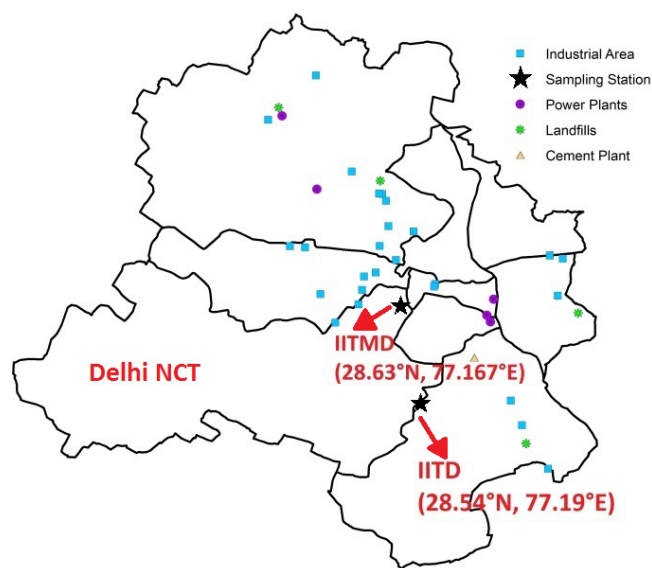 Industrial Area
Sampling Station
Power Plants
Landfills
Cement Plant
IITMD
(28.63°N, 77.167°E)
Delhi NCT
IITD
(28.54°N, 77.19°E)